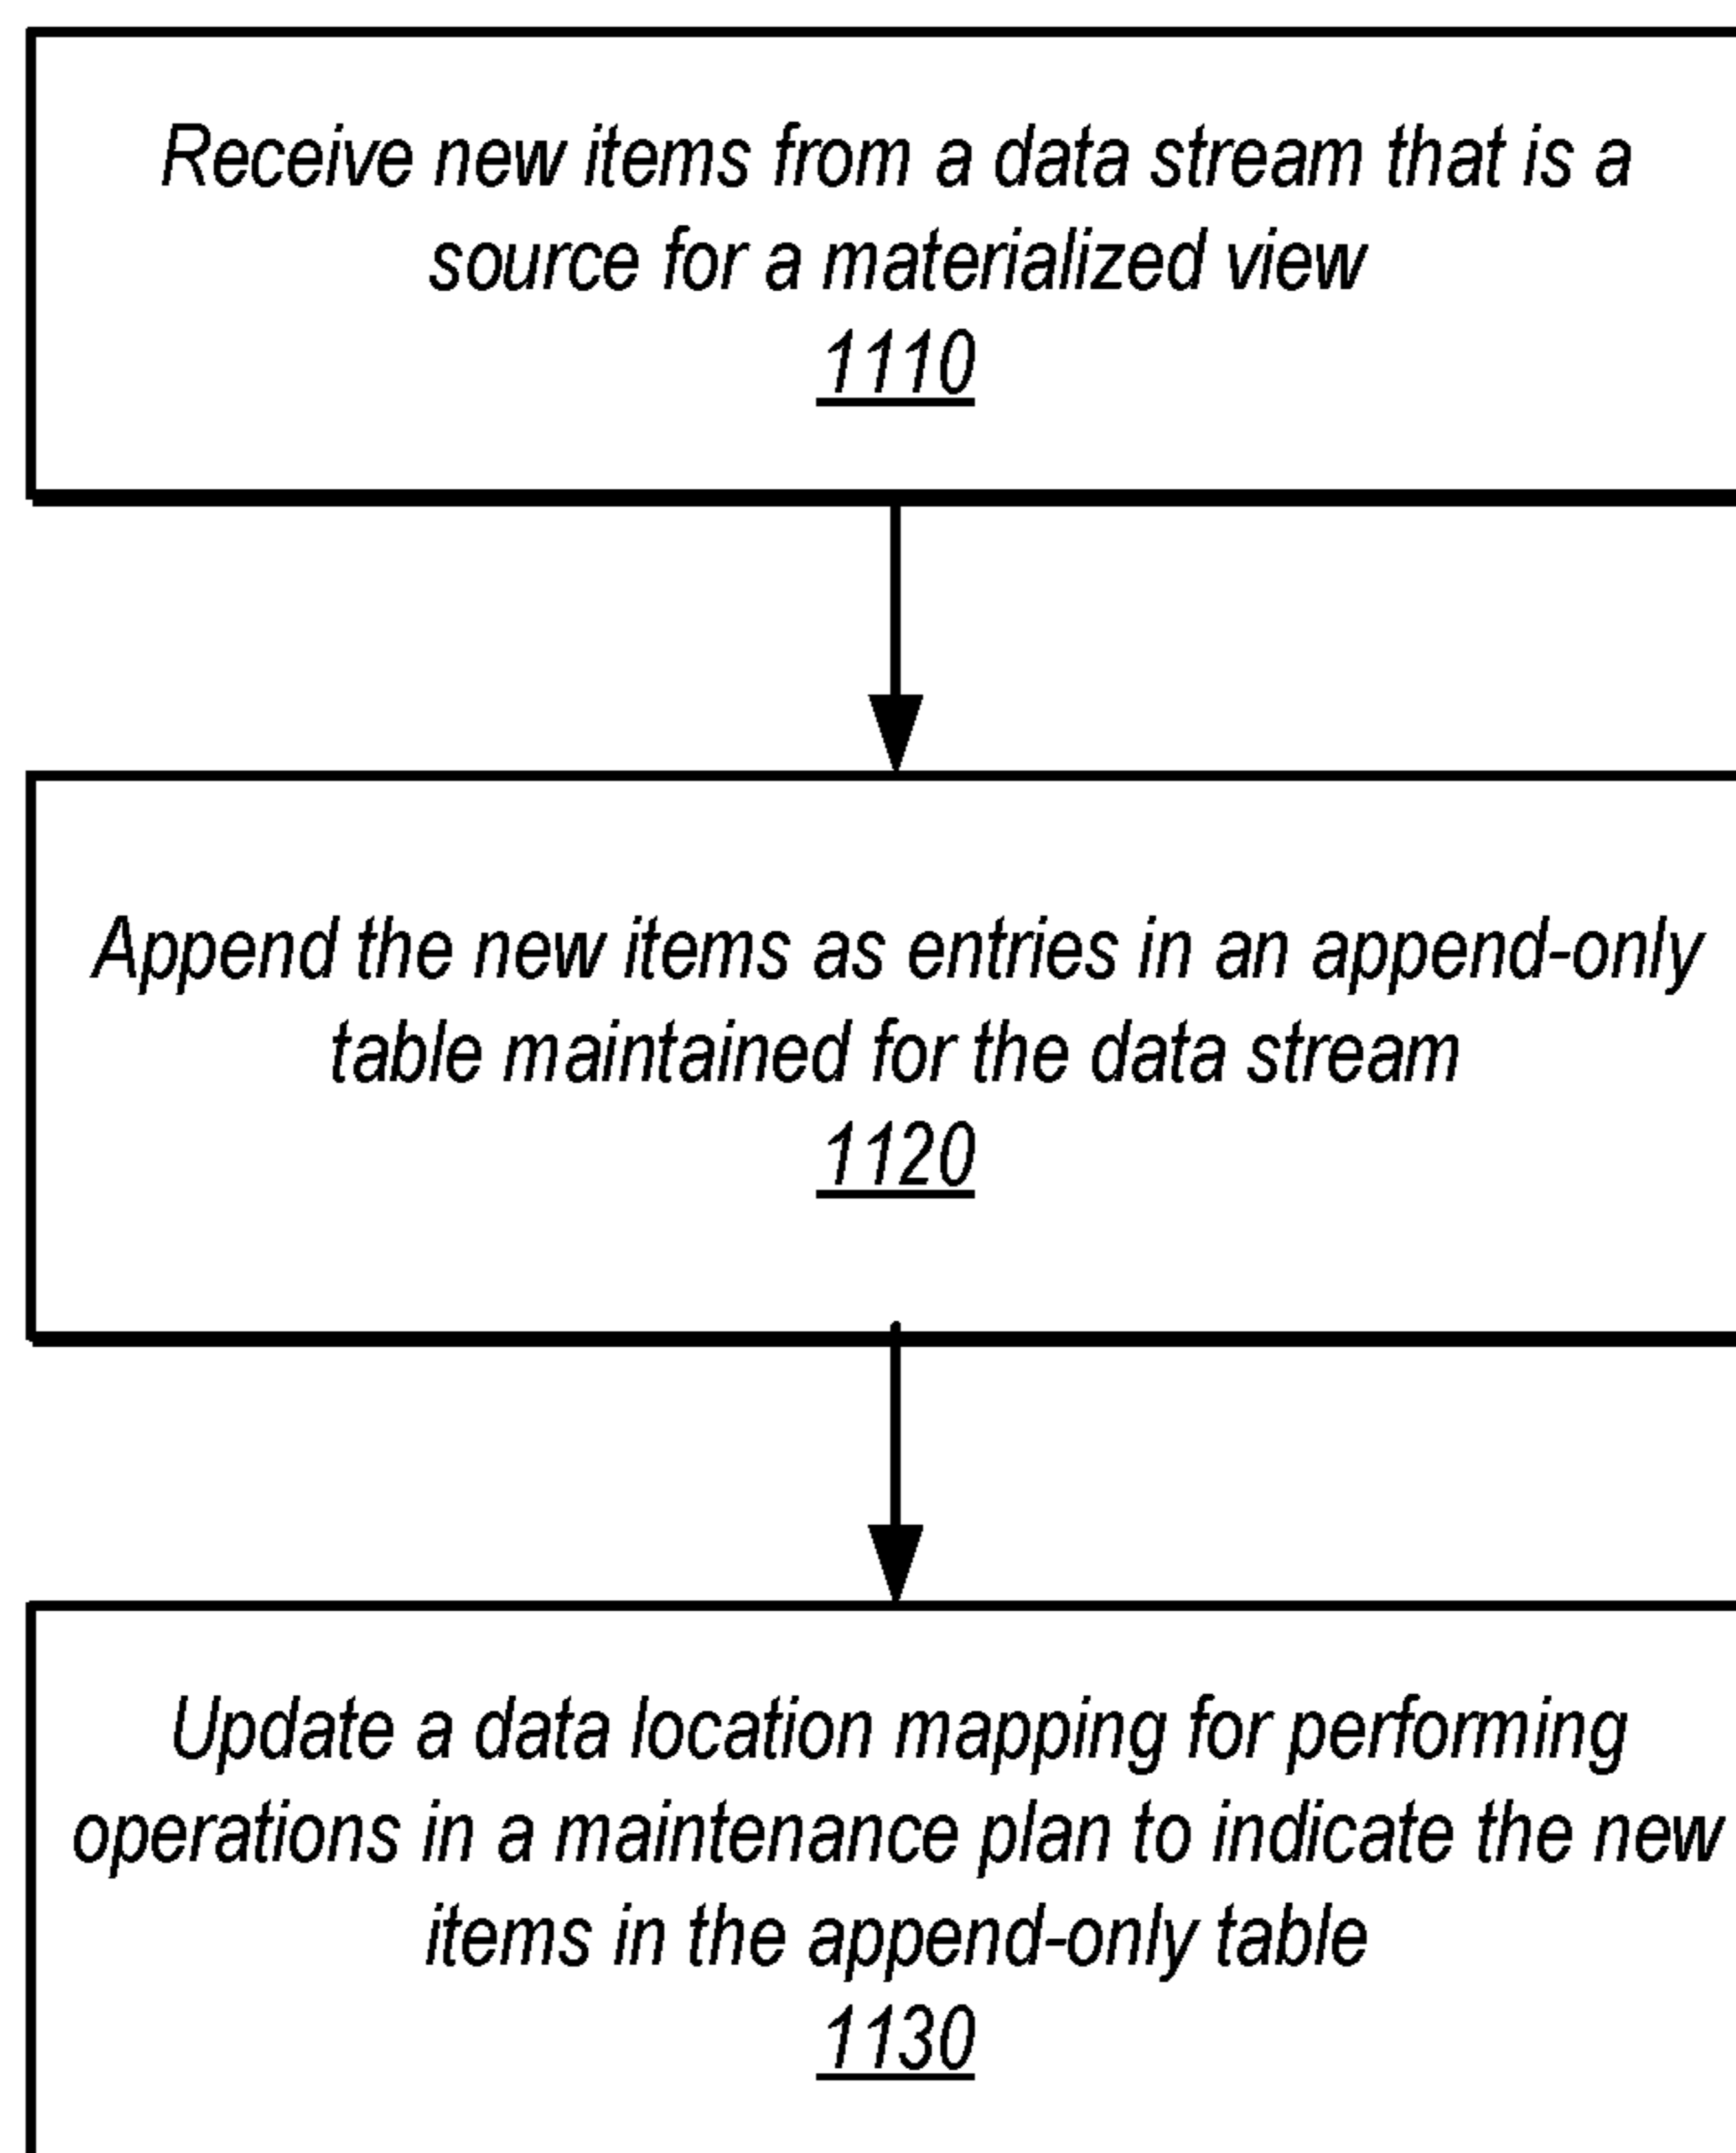 Receive new items from a data stream that is a
source for a materialized view
1110
Append the new items as entries in an append-only
table maintained for the data stream
1120
Update a data location mapping for performing
operations in a maintenance plan to indicate the new
items in the append-only table
1130